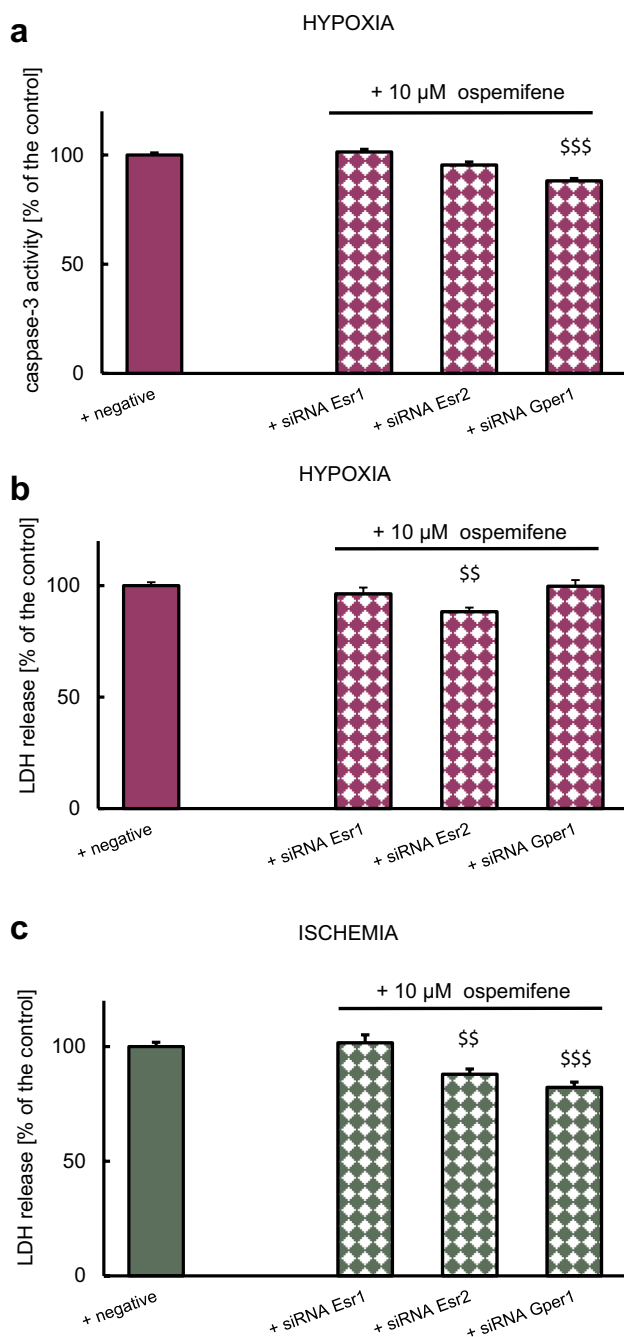 a
HYPOXIA
+ 10 µM ospemifene
$$$
caspase-3 activity [% of the control]
100
50
0
+ negative
+ siRNA Esr1
+ siRNA Esr2
+ siRNA Gper1
b
HYPOXIA
+ 10 µM ospemifene
$$
LDH release [% of the control]
100
50
0
+ negative
+ siRNA Esr1
+ siRNA Esr2
+ siRNA Gper1
c
ISCHEMIA
+ 10 µM ospemifene
$$
$$$
LDH release [% of the control]
100
50
0
+ negative
+ siRNA Esr1
+ siRNA Esr2
+ siRNA Gper1